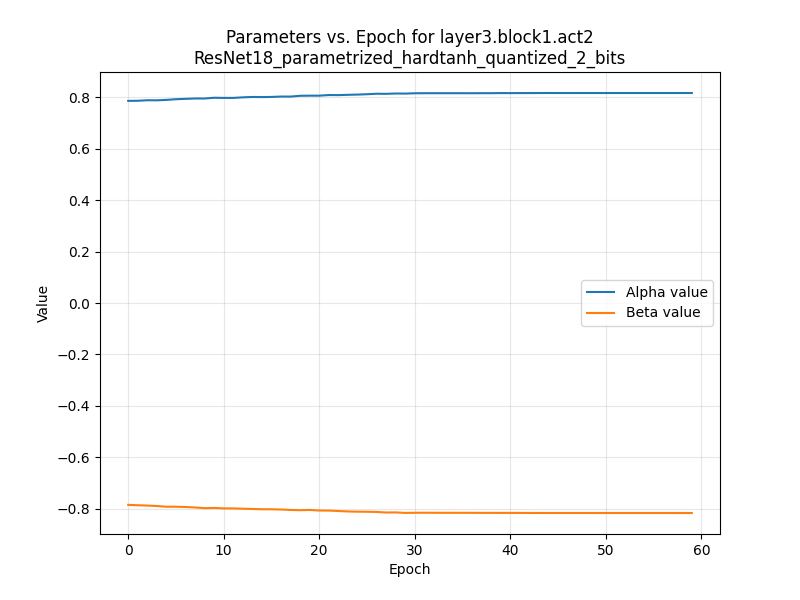 Parameters vs. Epoch for layer3.block1.act2
ResNet18_parametrized_hardtanh_quantized_2_bits
Value
0.8
0.6
0.4
0.2
0.0
−0.2
−0.4
−0.6
−0.8
Alpha value
Beta value
0 10 20 30 40 50 60
Epoch